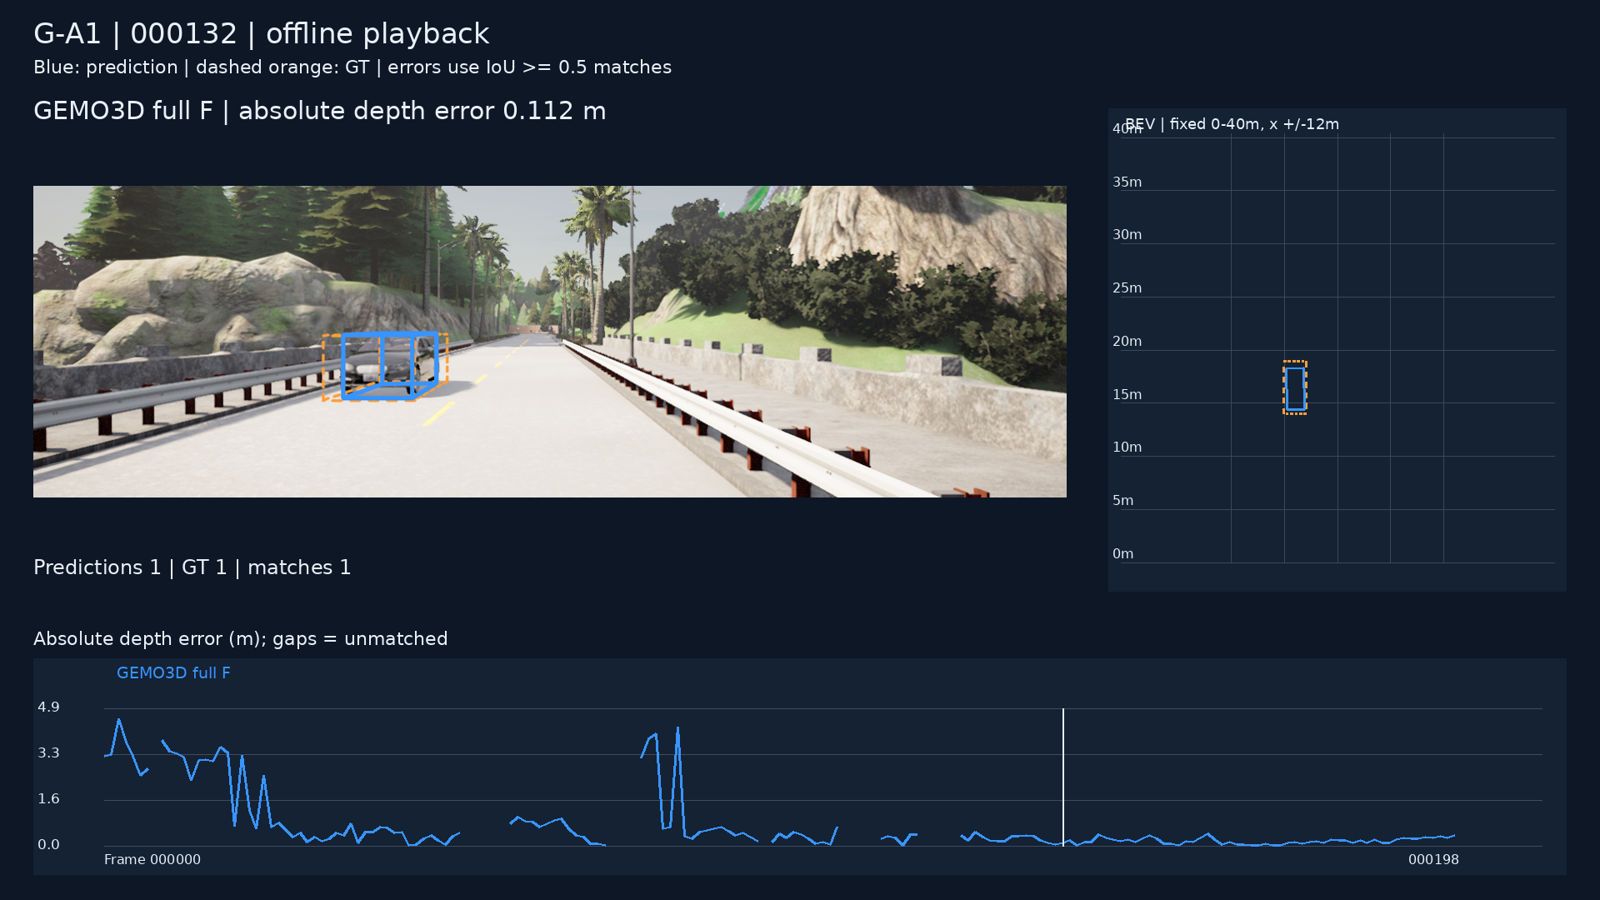 G-A1 | 000132 | offline playback
Blue: prediction | dashed orange: GT | errors use IoU >= 0.5 matches
GEMO3D full F | absolute depth error 0.112 m
BEV | fixed 0-40m, x +/-12m
40m
35m
30m
25m
20m
15m
10m
5m
0m
Predictions 1 | GT 1 | matches 1
Absolute depth error (m); gaps = unmatched
GEMO3D full F
4.9
3.3
1.6
0.0
Frame 000000
000198